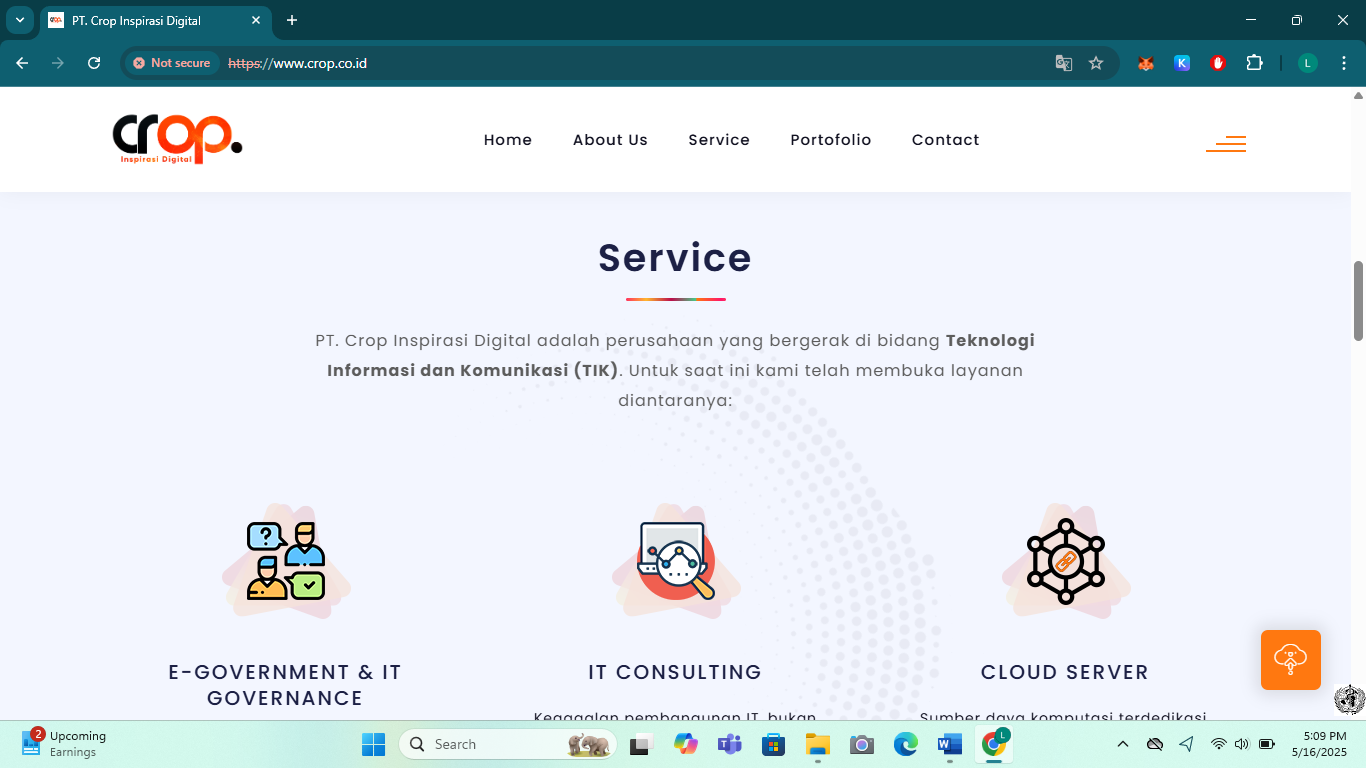 PT. Crop Inspirasi Digital
Not secure
https://www.crop.co.id
L
crop.
Inspirasi Digital
Home
About Us
Service
Portofolio
Contact
Service
PT. Crop Inspirasi Digital adalah perusahaan yang bergerak di bidang Teknologi
Informasi dan Komunikasi (TIK). Untuk saat ini kami telah membuka layanan
diantaranya:
E-GOVERNMENT & IT
GOVERNANCE
IT CONSULTING
CLOUD SERVER
Kegagalan pembangunan IT, bukan
Sumber daya komputasi terdedikasi
2
Upcoming
Earnings
Search
L
5:09 PM
5/16/2025